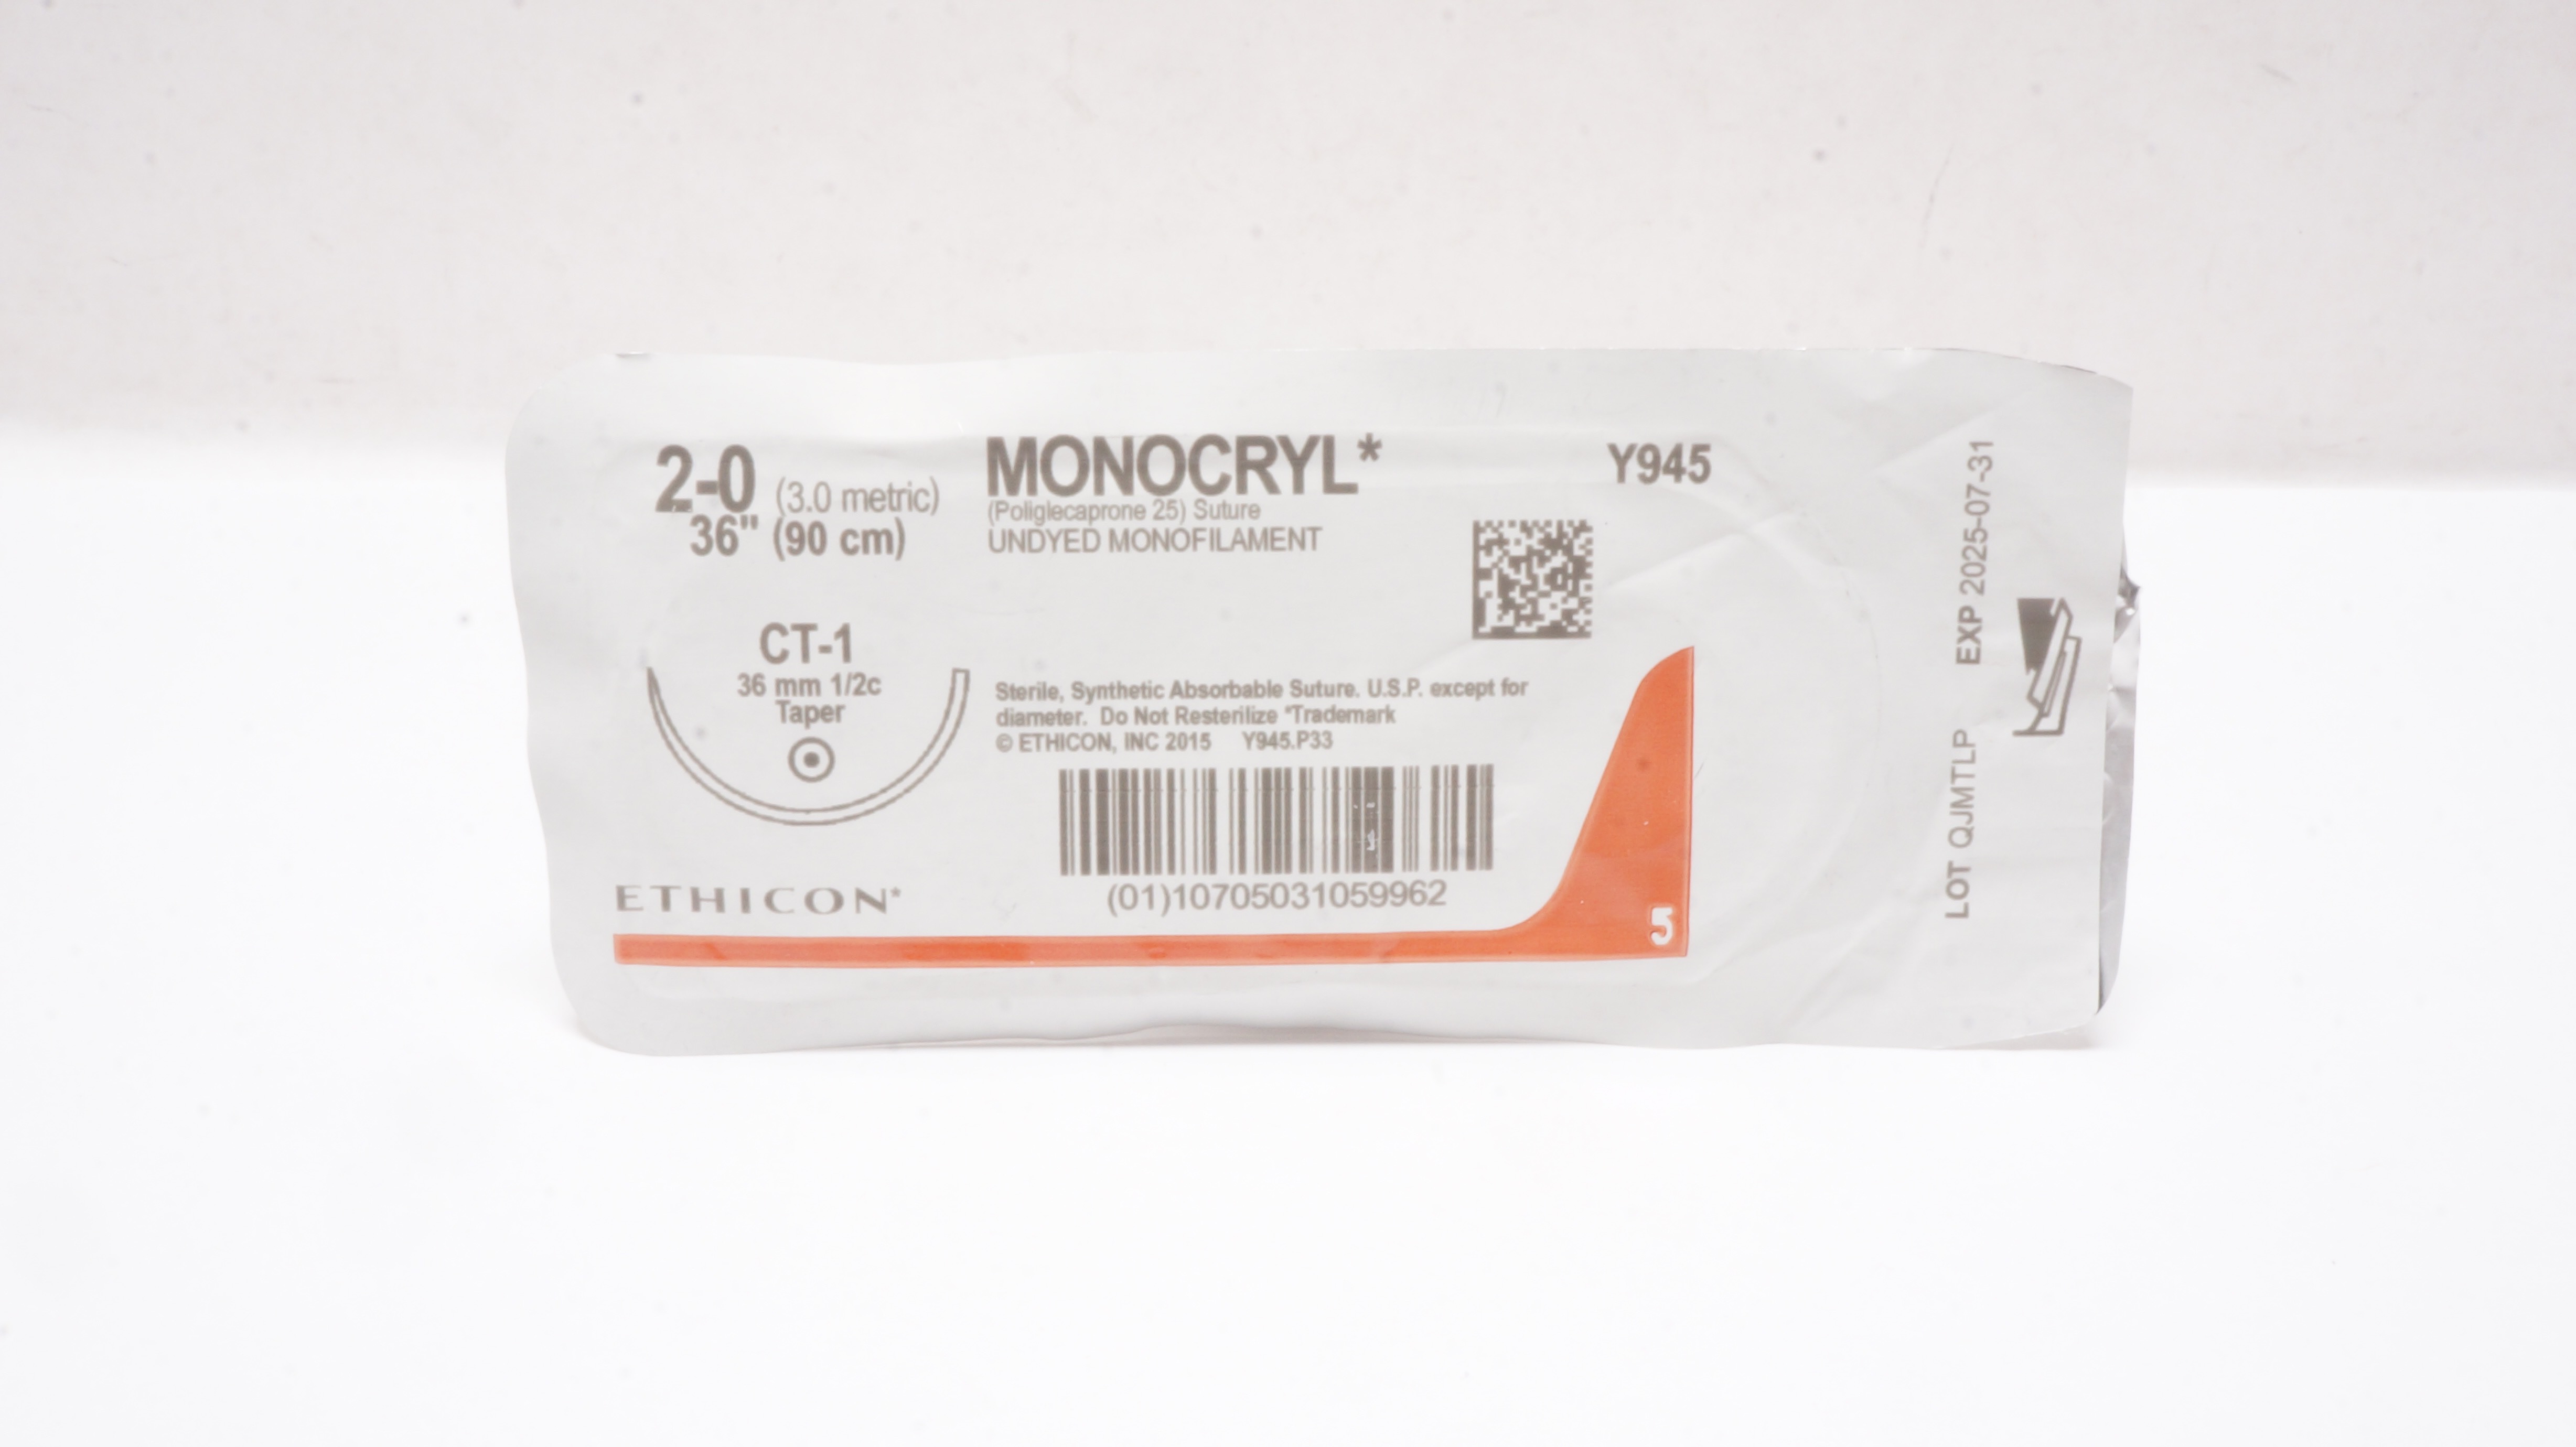 2-0 (3.0 metric)
36" (90 cm)
MONOCRYL*
(Poliglecaprone 25) Suture
UNDYED MONOFILAMENT
Y945
CT-1
36 mm 1/2c
Taper
Sterile, Synthetic Absorbable Suture. U.S.P. except for
diameter. Do Not Resterilize *Trademark
© ETHICON, INC 2015 Y945.P33
(01)10705031059962
ETHICON*
5
LOT QJMTLP EXP 2025-07-31